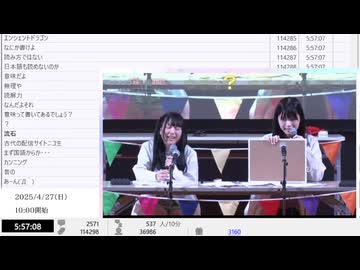 エンシェントドラゴン 114285 5:57:07
なにか書けよ 114286 5:57:07
読み方ではない 114287 5:57:07
日本語も読めないのか 114288 5:57:07
意味だよ
無理や
読解力
なんだよそれ
意味って書いてあるでしょう?
?
流石
古代の配信サイトニコ生
まず国語からか・・・
カンニング
昔の
あーん(´Д｀)
?
2025/4/27(日)
10:00開始
5:57:08 2571 537 人/10分
114298 36986 3160